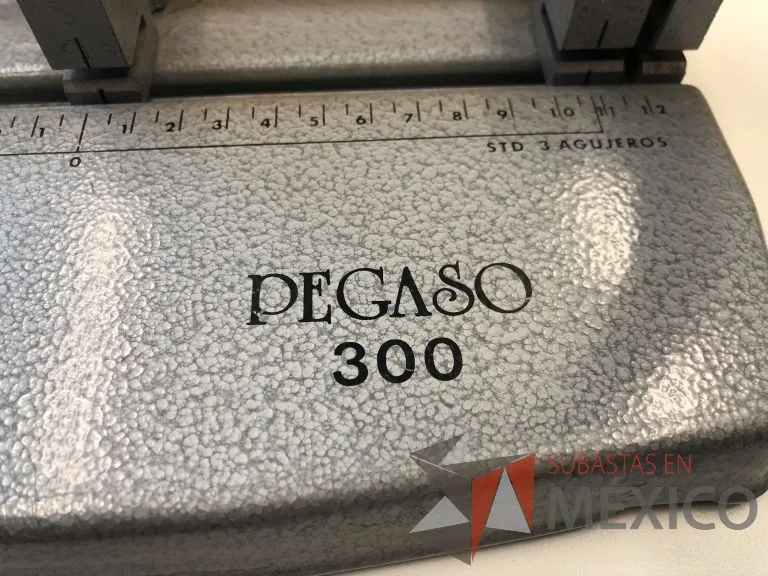 1 1 2 3 4 5 6 7 8 9 10 11 12
0
STD 3 AGUJEROS
PEGASO
300
SUBASTAS EN
MEXICO